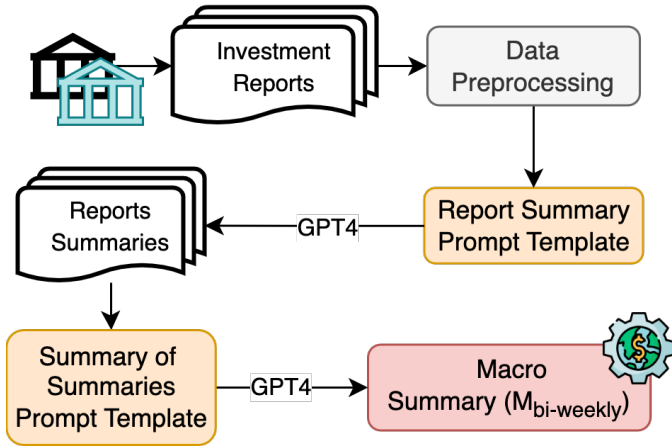 Investment
Reports
Data
Preprocessing
Report Summary
Prompt Template
GPT4
Reports
Summaries
Summary of
Summaries
Prompt Template
GPT4
Macro
Summary (Mbi-weekly)
$